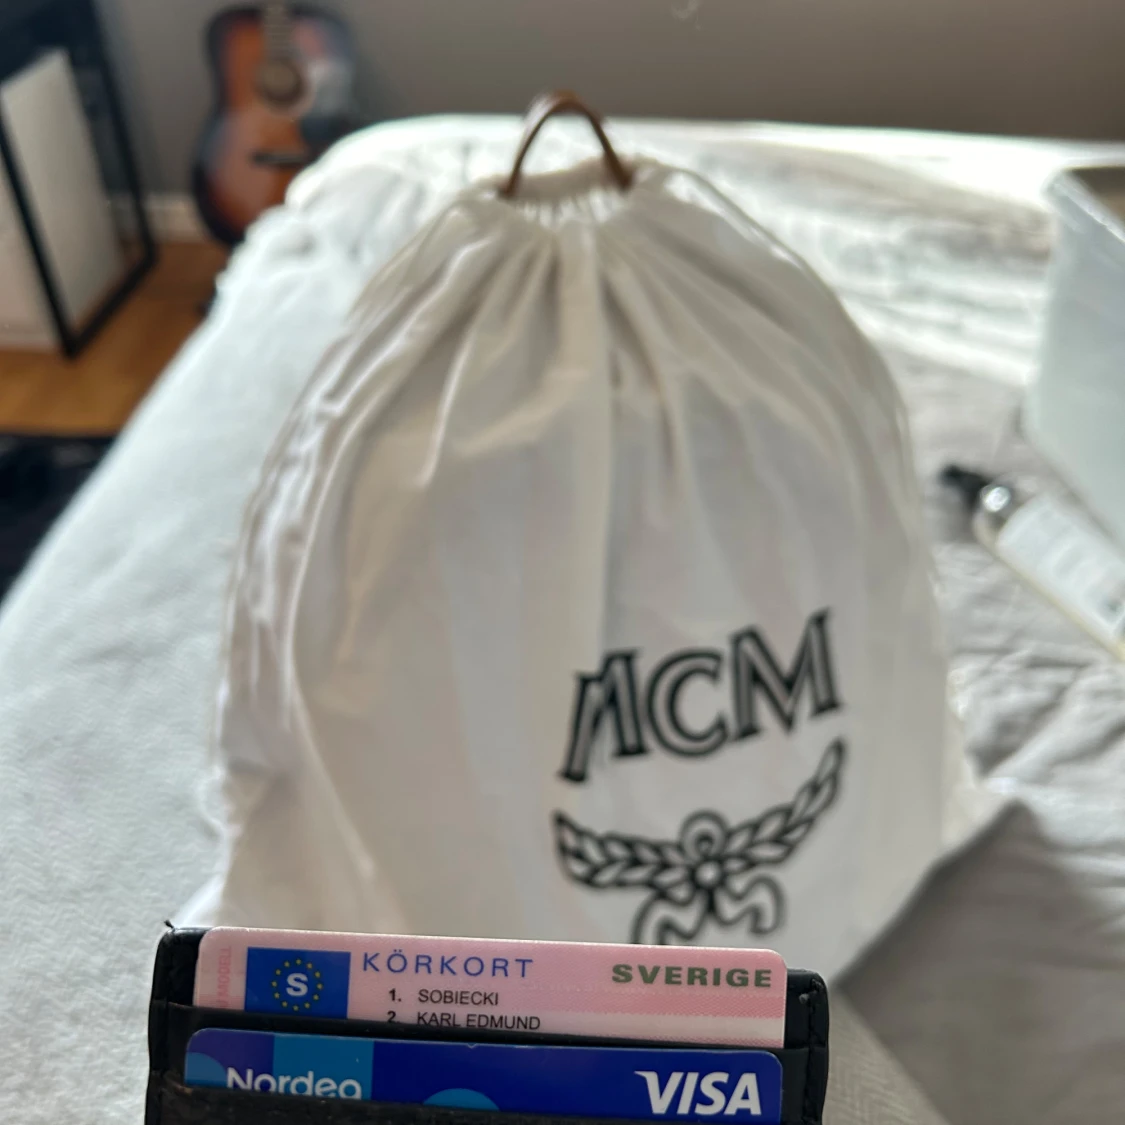 MCM
S
KÖRKORT
SVERIGE
1. SOBIECKI
2. KARL EDMUND
Nordea
VISA